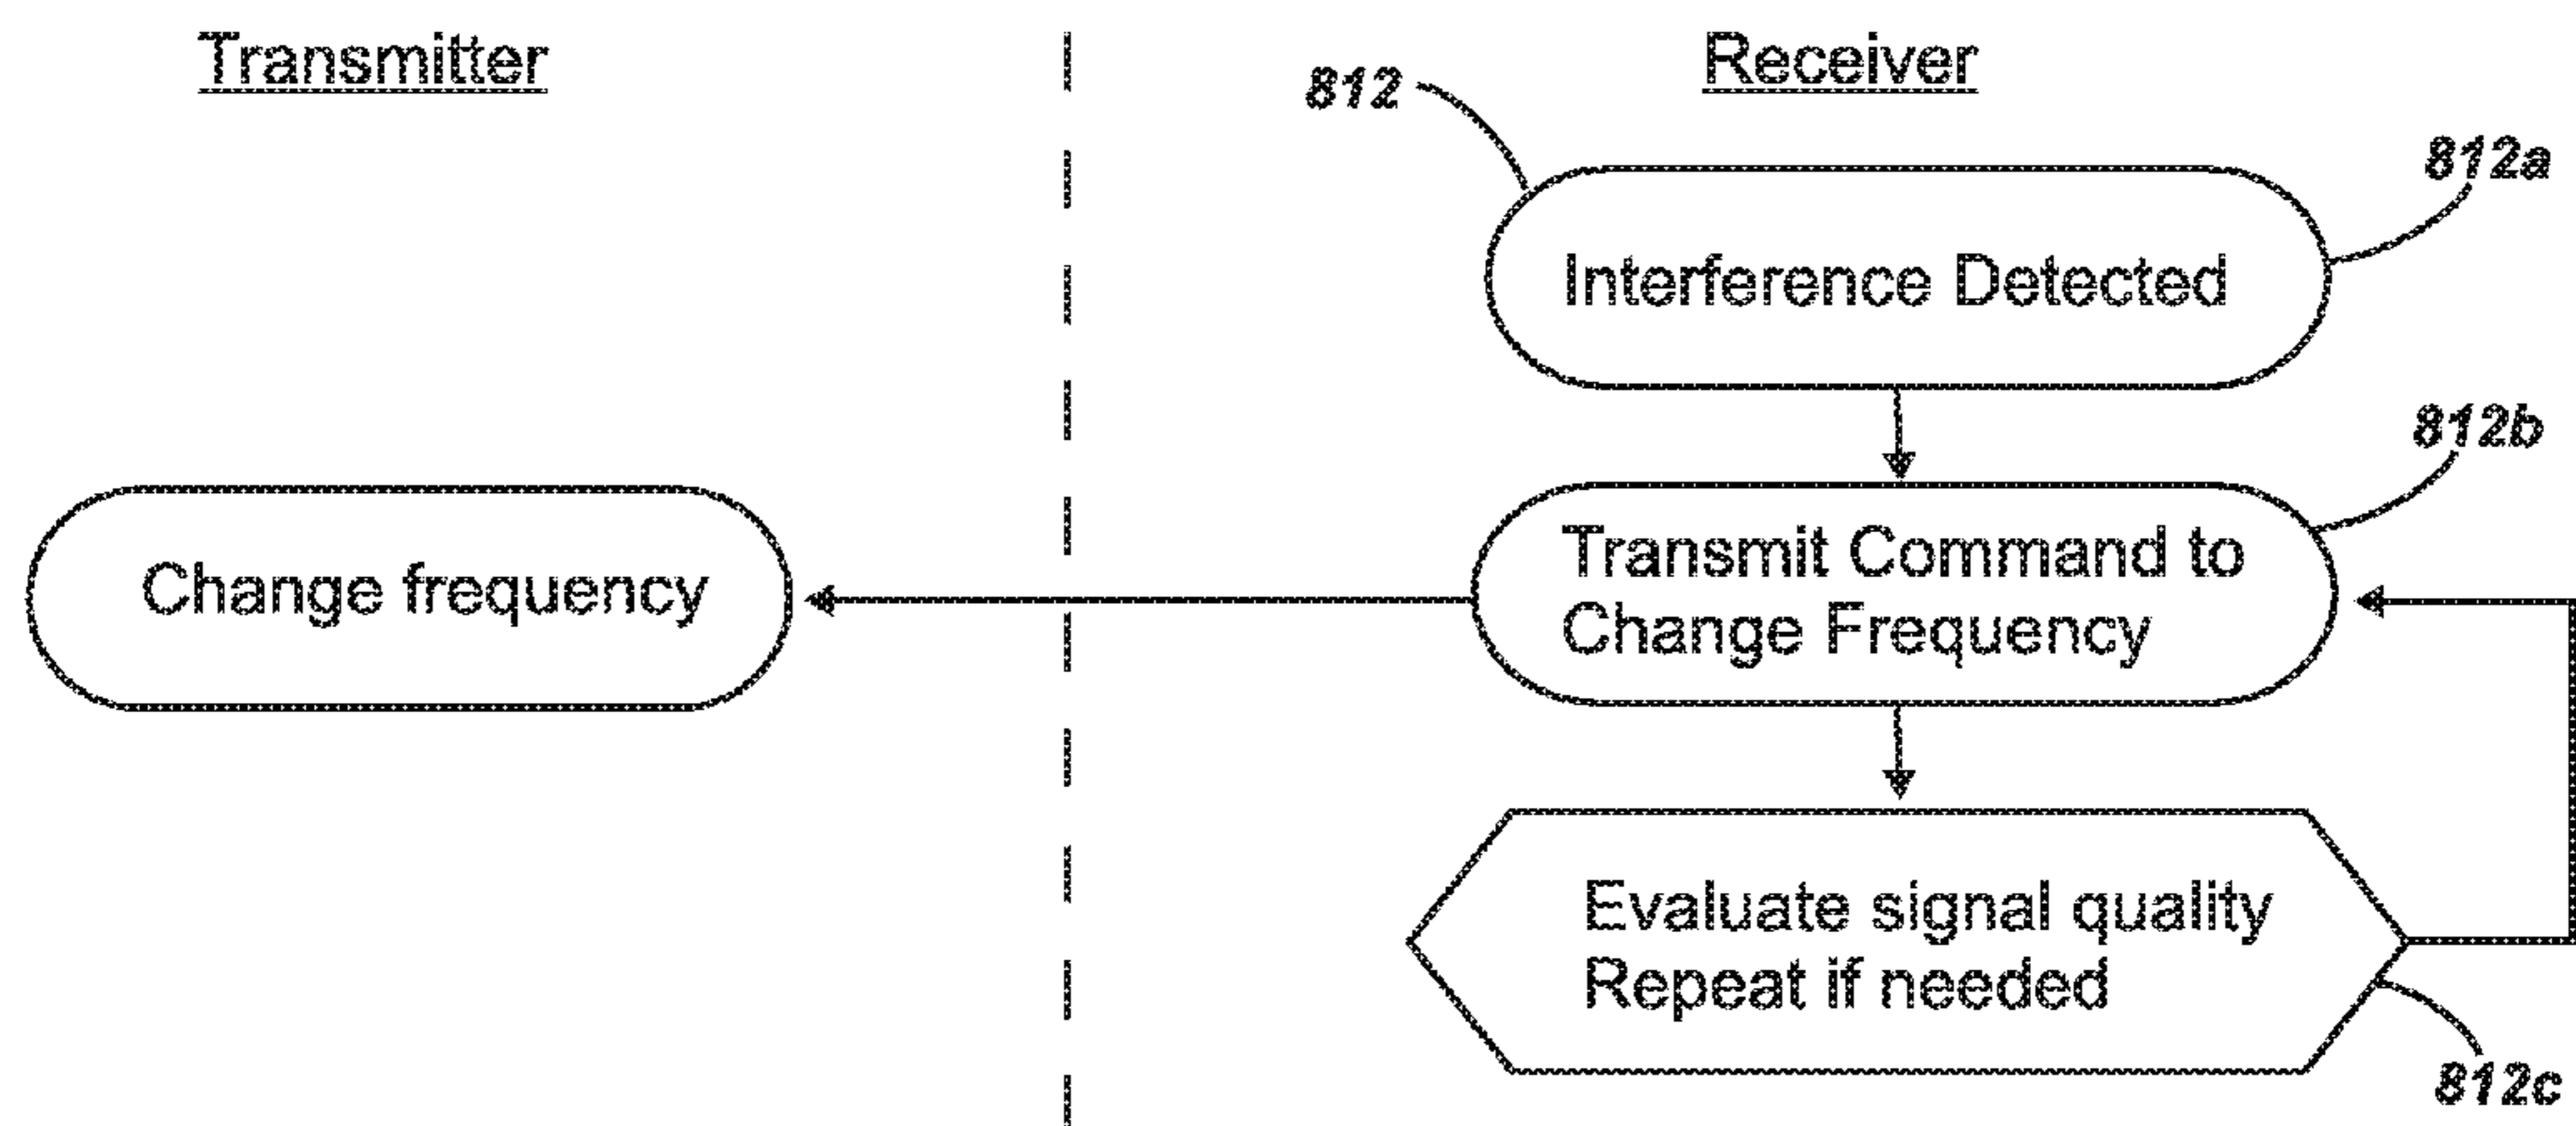 Transmitter
Receiver
812
812a
Interference Detected
812b
Transmit Command to
Change Frequency
Change frequency
Evaluate signal quality
Repeat if needed
812c